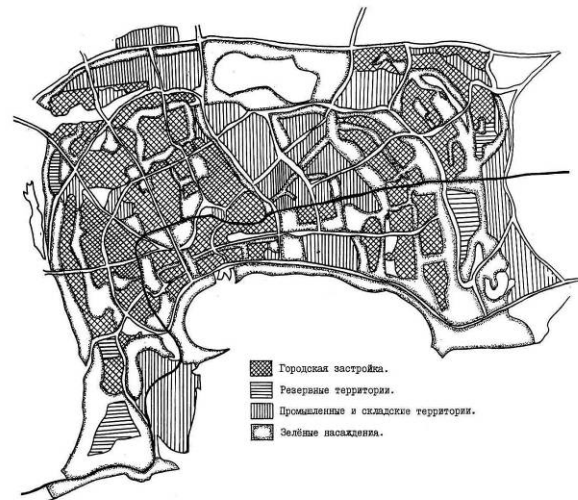 Городская застройка.
Резервные территории.
Промышленные и складские территории.
Зелёные насаждения.